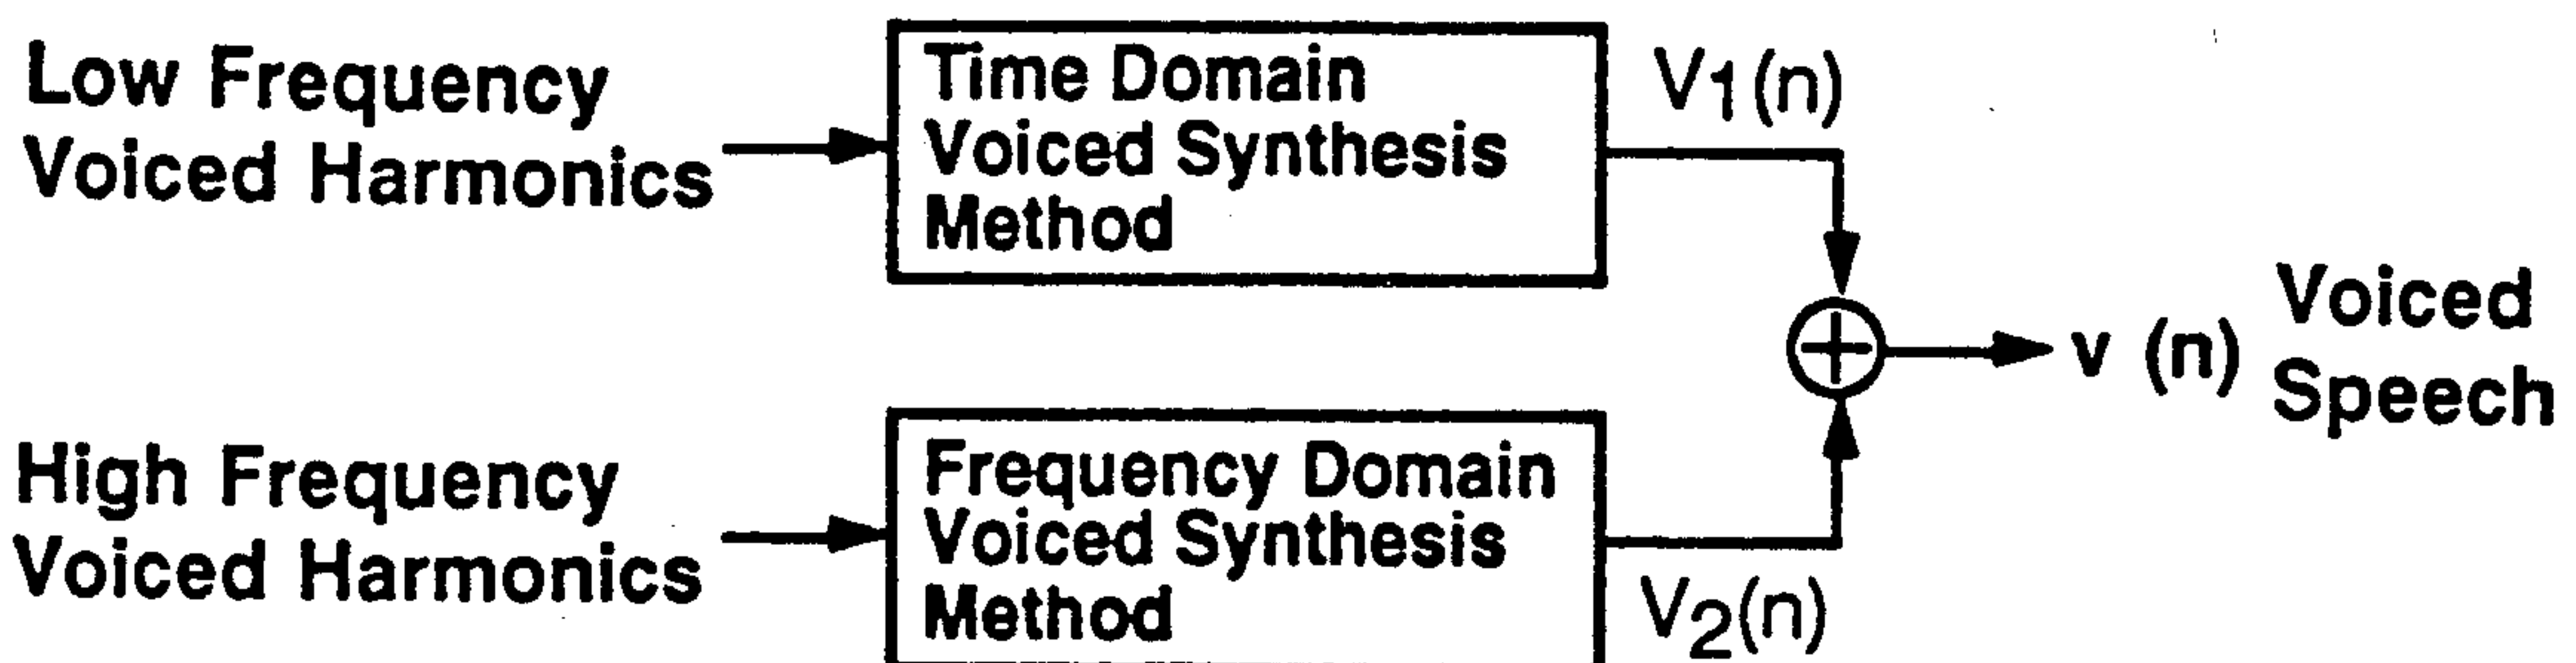 Low Frequency
Voiced Harmonics
Time Domain
Voiced Synthesis
Method
V1(n)
High Frequency
Voiced Harmonics
Frequency Domain
Voiced Synthesis
Method
V2(n)
+
v (n)
Voiced
Speech